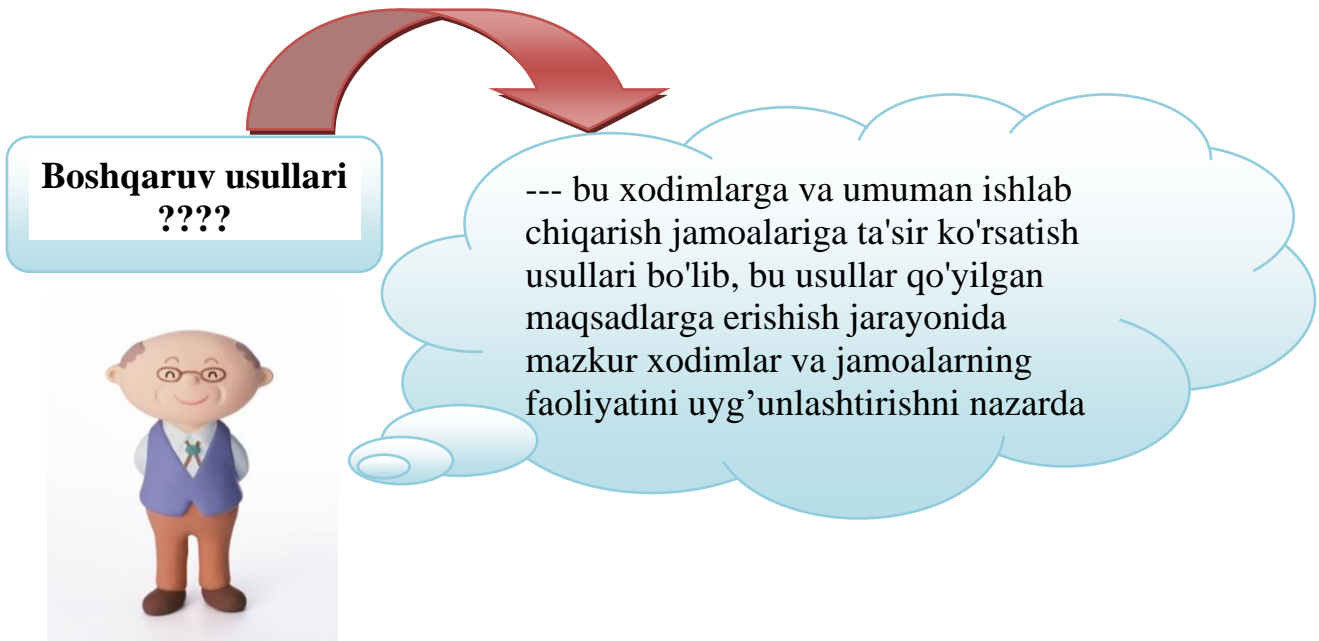 Boshqaruv usullari
????
--- bu xodimlarga va umuman ishlab
chiqarish jamoalariga ta'sir ko'rsatish
usullari bo'lib, bu usullar qo'yilgan
maqsadlarga erishish jarayonida
mazkur xodimlar va jamoalarning
faoliyatini uyg’unlashtirishni nazarda